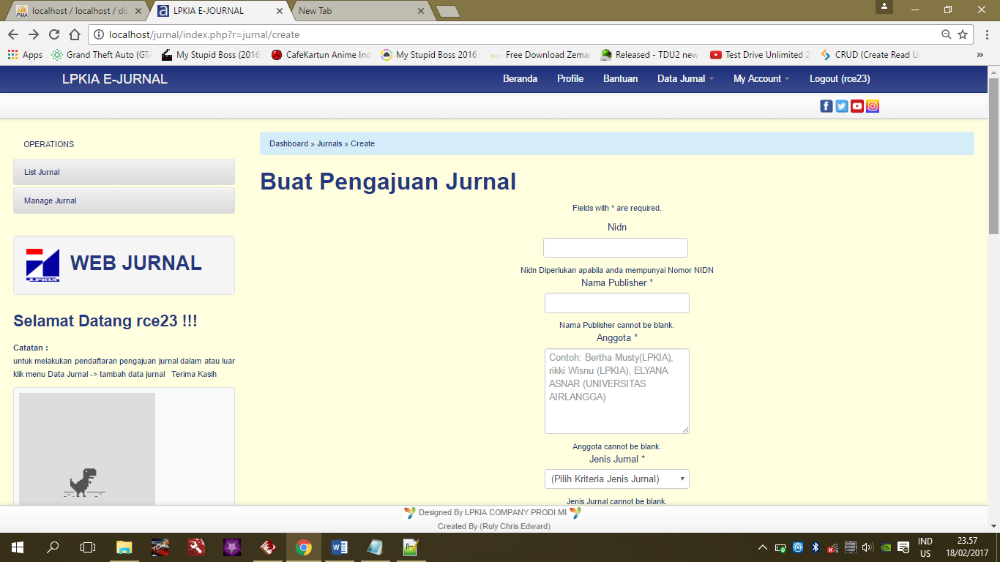 localhost / localhost / db
LPKIA E-JOURNAL
New Tab
localhost/jurnal/index.php?r=jurnal/create
Apps
Grand Theft Auto (GTA
My Stupid Boss (2016)
CafeKartun Anime Ind
My Stupid Boss 2016
Free Download Zemar
Released - TDU2 new
Test Drive Unlimited 2
CRUD (Create Read U
LPKIA E-JURNAL
Beranda
Profile
Bantuan
Data Jurnal
My Account
Logout (rce23)
OPERATIONS
List Jurnal
Manage Jurnal
LPKIA
WEB JURNAL
Selamat Datang rce23 !!!
Catatan :
untuk melakukan pendaftaran pengajuan jurnal dalam atau luar
klik menu Data Jurnal -> tambah data jurnal Terima Kasih
Dashboard » Jurnals » Create
Buat Pengajuan Jurnal
Fields with * are required.
Nidn
Nidn Diperlukan apabila anda mempunyai Nomor NIDN
Nama Publisher *
Nama Publisher cannot be blank.
Anggota *
Contoh: Bertha Musty(LPKIA),
rikki Wisnu (LPKIA), ELYANA
ASNAR (UNIVERSITAS
AIRLANGGA)
Anggota cannot be blank.
Jenis Jurnal *
(Pilih Kriteria Jenis Jurnal)
Jenis Jurnal cannot be blank.
Designed By LPKIA COMPANY PRODI MI
Created By (Ruly Chris Edward)
IND
US
23.57
18/02/2017